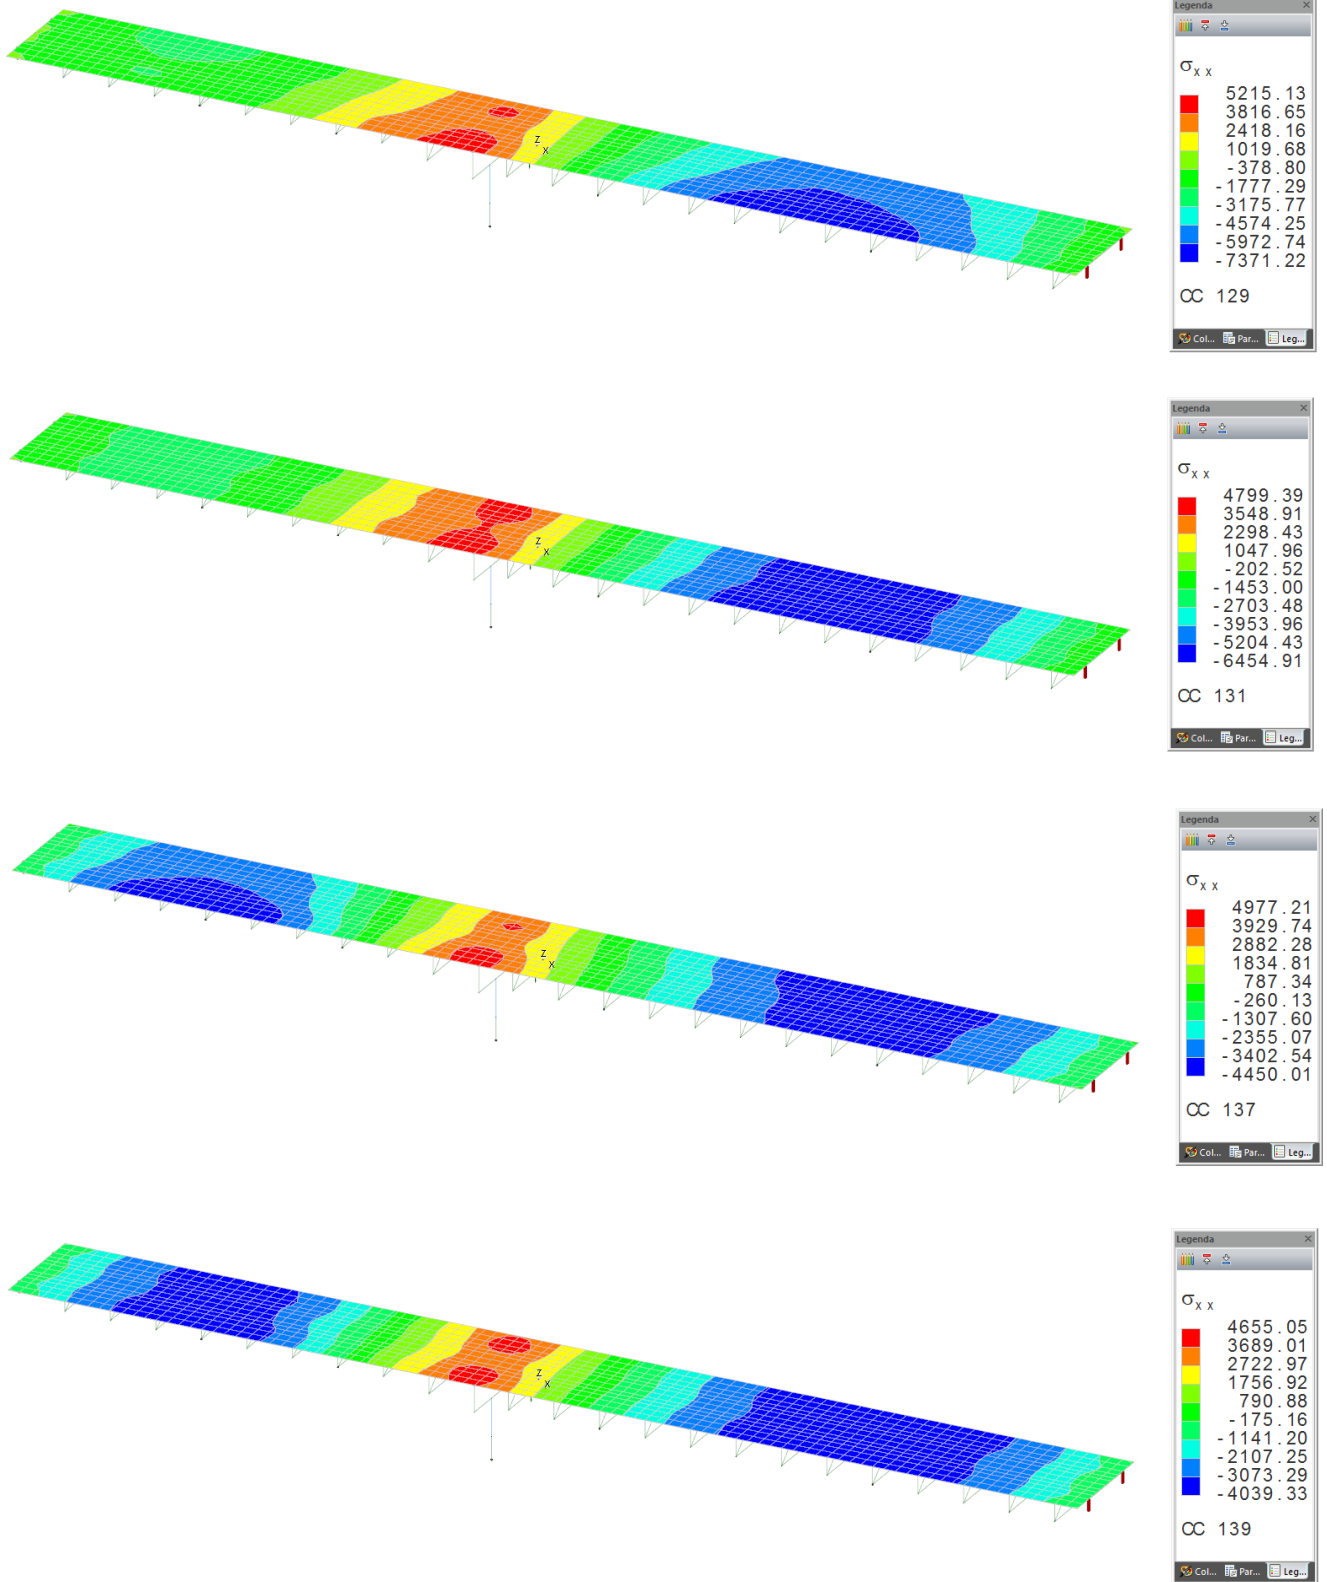 Legenda
σxx
5215.13
3816.65
2418.16
1019.68
-378.80
-1777.29
-3175.77
-4574.25
-5972.74
-7371.22
CC 129
Col... Par... Leg...
Z
X
Legenda
σxx
4799.39
3548.91
2298.43
1047.96
-202.52
-1453.00
-2703.48
-3953.96
-5204.43
-6454.91
CC 131
Col... Par... Leg...
Z
X
Legenda
σxx
4977.21
3929.74
2882.28
1834.81
787.34
-260.13
-1307.60
-2355.07
-3402.54
-4450.01
CC 137
Col... Par... Leg...
Z
X
Legenda
σxx
4655.05
3689.01
2722.97
1756.92
790.88
-175.16
-1141.20
-2107.25
-3073.29
-4039.33
CC 139
Col... Par... Leg...
Z
X